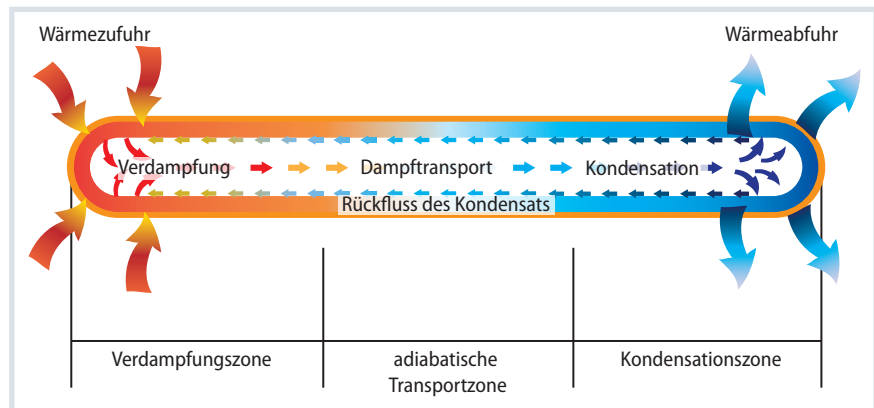 Wärmezufuhr
Wärmeabfuhr
Verdampfung
Dampftransport
Kondensation
Rückfluss des Kondensats
Verdampfungszone
adiabatische
Transportzone
Kondensationszone